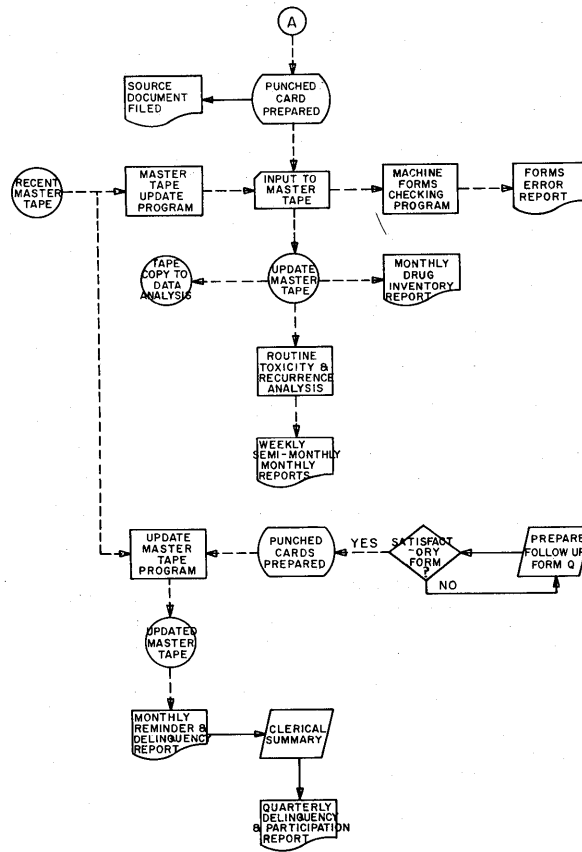 A
SOURCE
DOCUMENT
FILED
PUNCHED
CARD
PREPARED
RECENT
MASTER
TAPE
MASTER
TAPE
UPDATE
PROGRAM
INPUT TO
MASTER
TAPE
MACHINE
FORMS
CHECKING
PROGRAM
FORMS
ERROR
REPORT
TAPE
COPY TO
DATA
ANALYSIS
UPDATE
MASTER
TAPE
MONTHLY
DRUG
INVENTORY
REPORT
ROUTINE
TOXICITY &
RECURRENCE
ANALYSIS
WEEKLY
SEMI-MONTHLY
MONTHLY
REPORTS
UPDATE
MASTER
TAPE
PROGRAM
PUNCHED
CARDS
PREPARED
YES
SATISFACT
-ORY
FORM
?
NO
PREPARE
FOLLOW UP
FORM Q
UPDATED
MASTER
TAPE
MONTHLY
REMINDER &
DELINQUENCY
REPORT
CLERICAL
SUMMARY
QUARTERLY
DELINQUENCY
& PARTICIPATION
REPORT